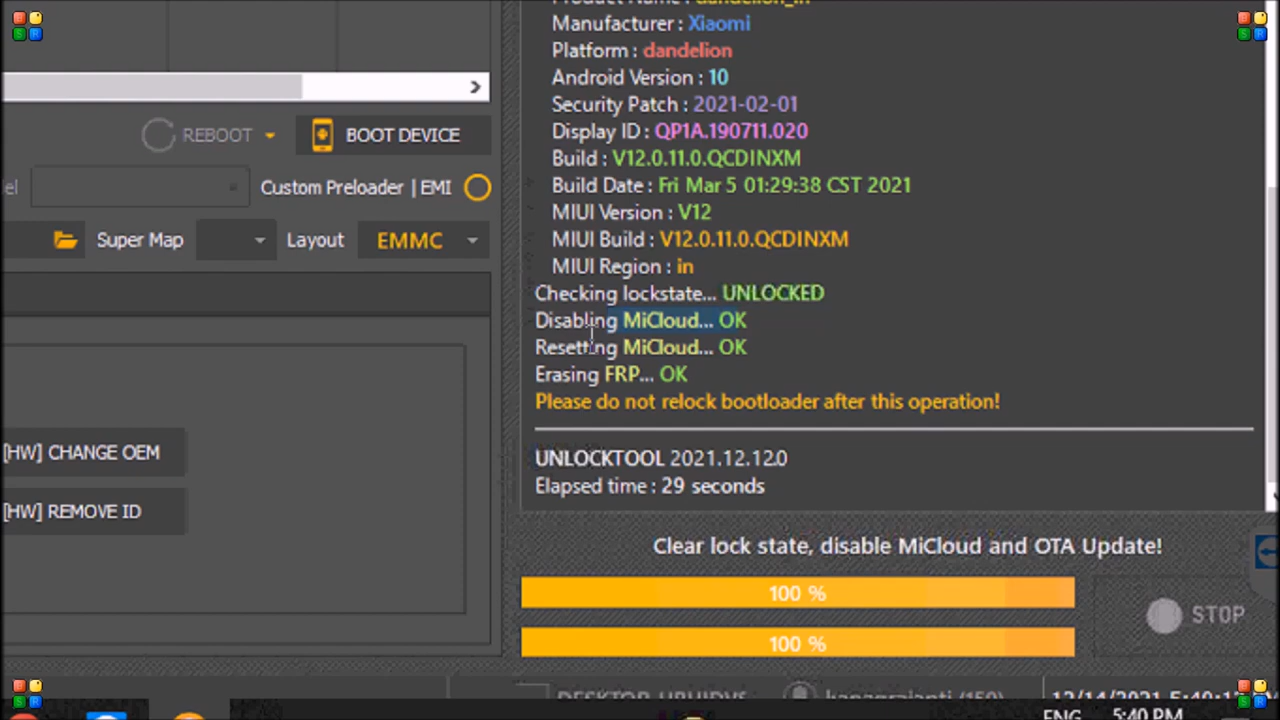 Product Name : dandelion_in
Manufacturer : Xiaomi
Platform : dandelion
Android Version : 10
Security Patch : 2021-02-01
Display ID : QP1A.190711.020
Build : V12.0.11.0.QCDINXM
Build Date : Fri Mar 5 01:29:38 CST 2021
MIUI Version : V12
MIUI Build : V12.0.11.0.QCDINXM
MIUI Region : in
Checking lockstate... UNLOCKED
Disabling MiCloud... OK
Resetting MiCloud... OK
Erasing FRP... OK
Please do not relock bootloader after this operation!
UNLOCKTOOL 2021.12.12.0
Elapsed time : 29 seconds
REBOOT
BOOT DEVICE
el
Custom Preloader | EMI
Super Map
Layout
EMMC
[HW] CHANGE OEM
[HW] REMOVE ID
Clear lock state, disable MiCloud and OTA Update!
100 %
100 %
STOP
ENG
5:40 PM